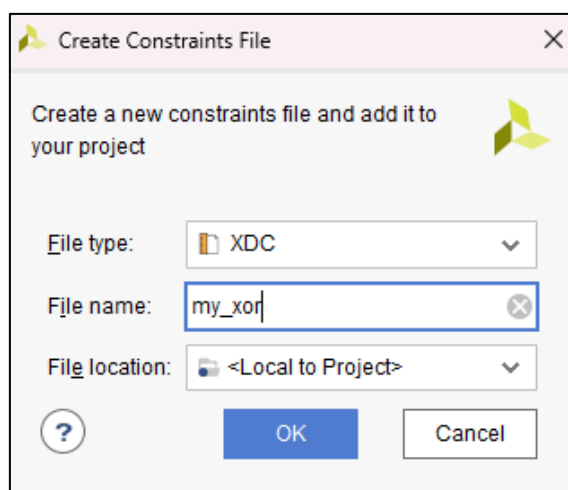 Create Constraints File
Create a new constraints file and add it to
your project
File type: XDC
File name: my_xor
File location: <Local to Project>
? OK Cancel